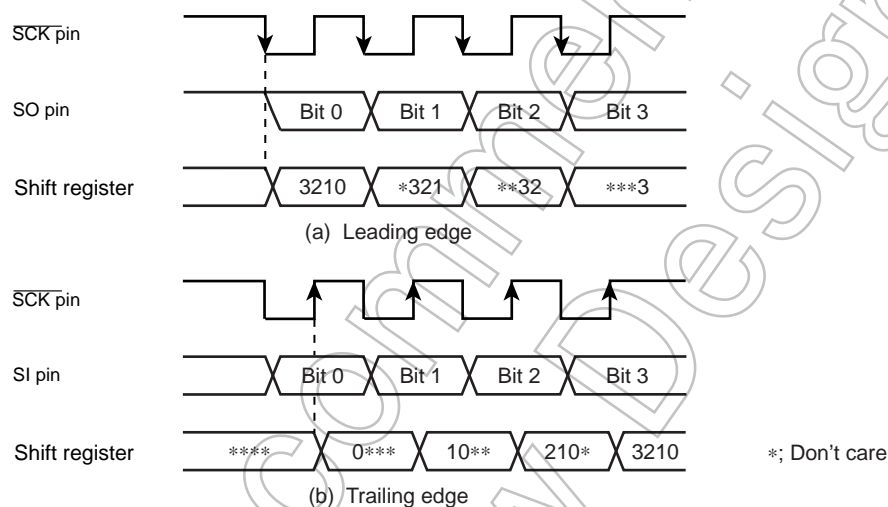 SCK pin
SO pin
Bit 0 Bit 1 Bit 2 Bit 3
Shift register
3210 *321 **32 ***3
(a) Leading edge
SCK pin
SI pin
Bit 0 Bit 1 Bit 2 Bit 3
Shift register
**** 0*** 10** 210* 3210
*; Don't care
(b) Trailing edge